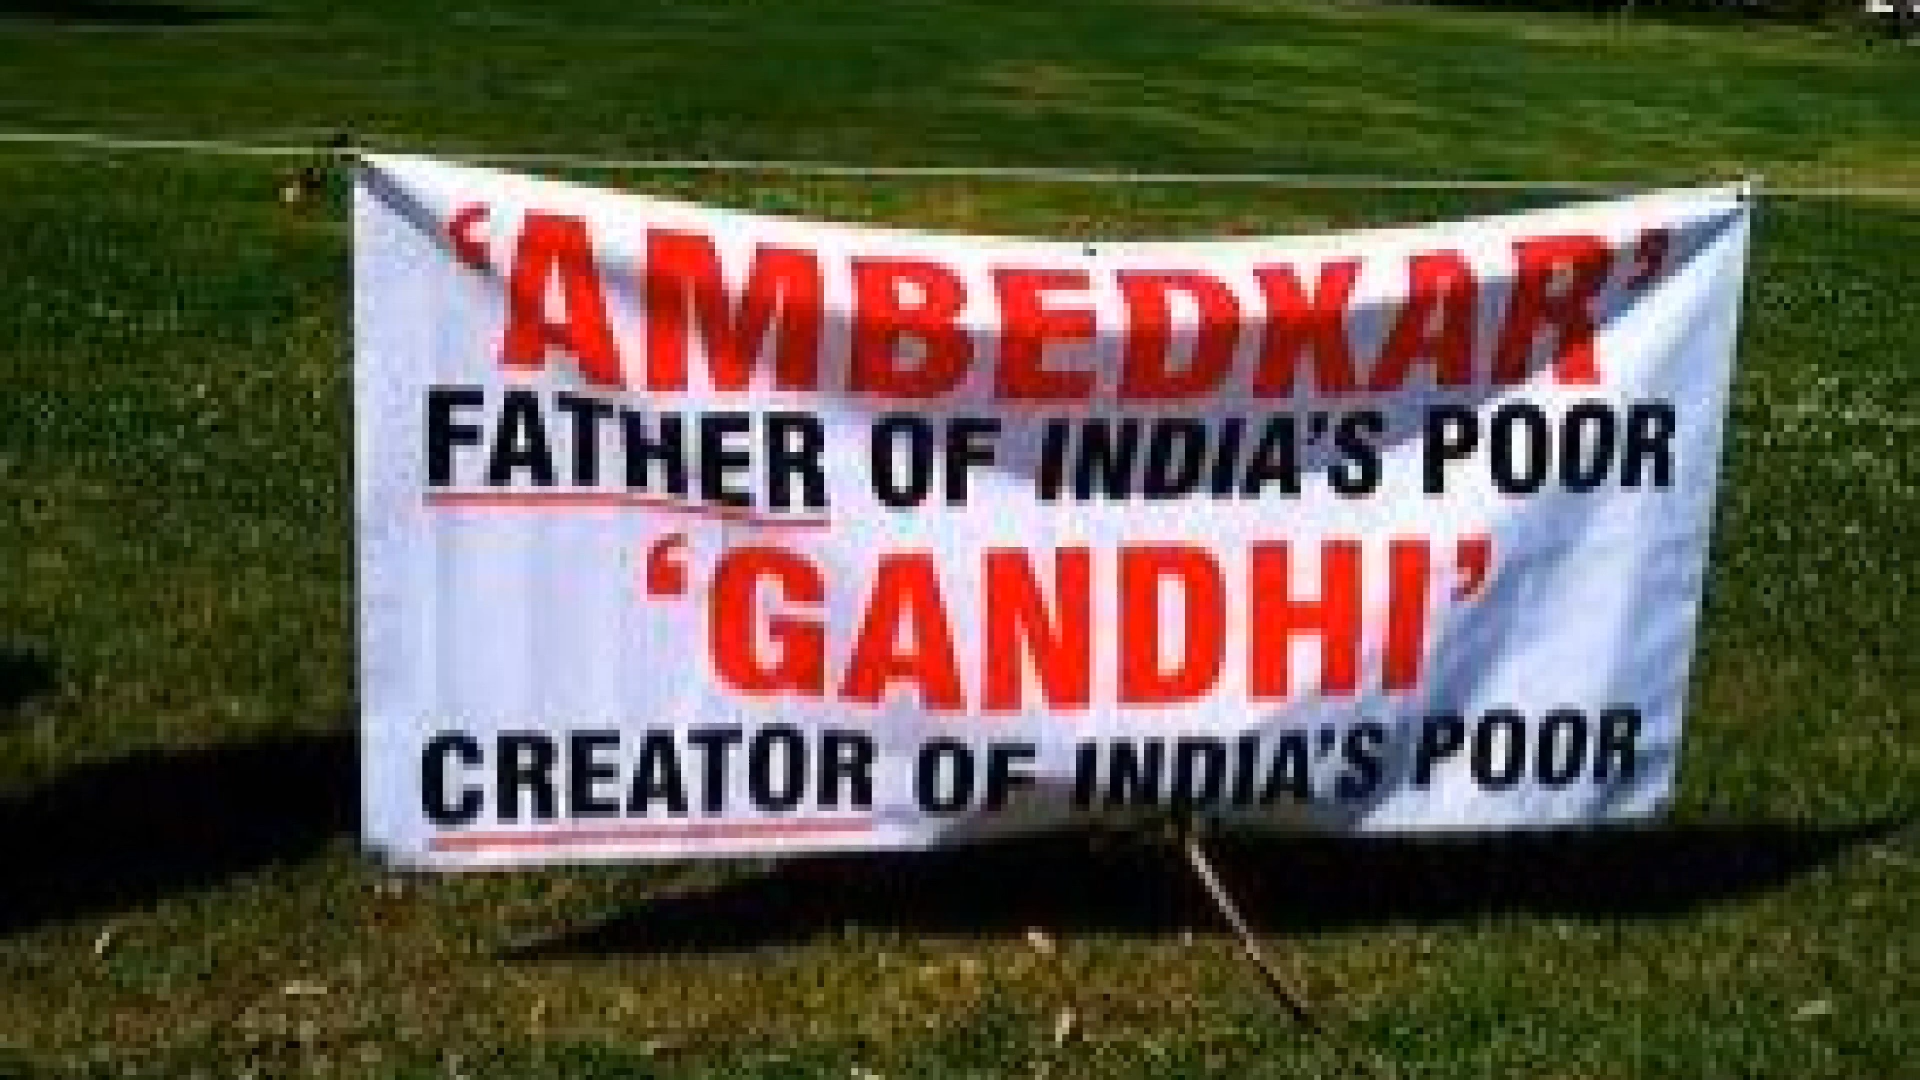 ‘AMBEDKAR’
FATHER OF INDIA’S POOR
‘GANDHI’
CREATOR OF INDIA’S POOR